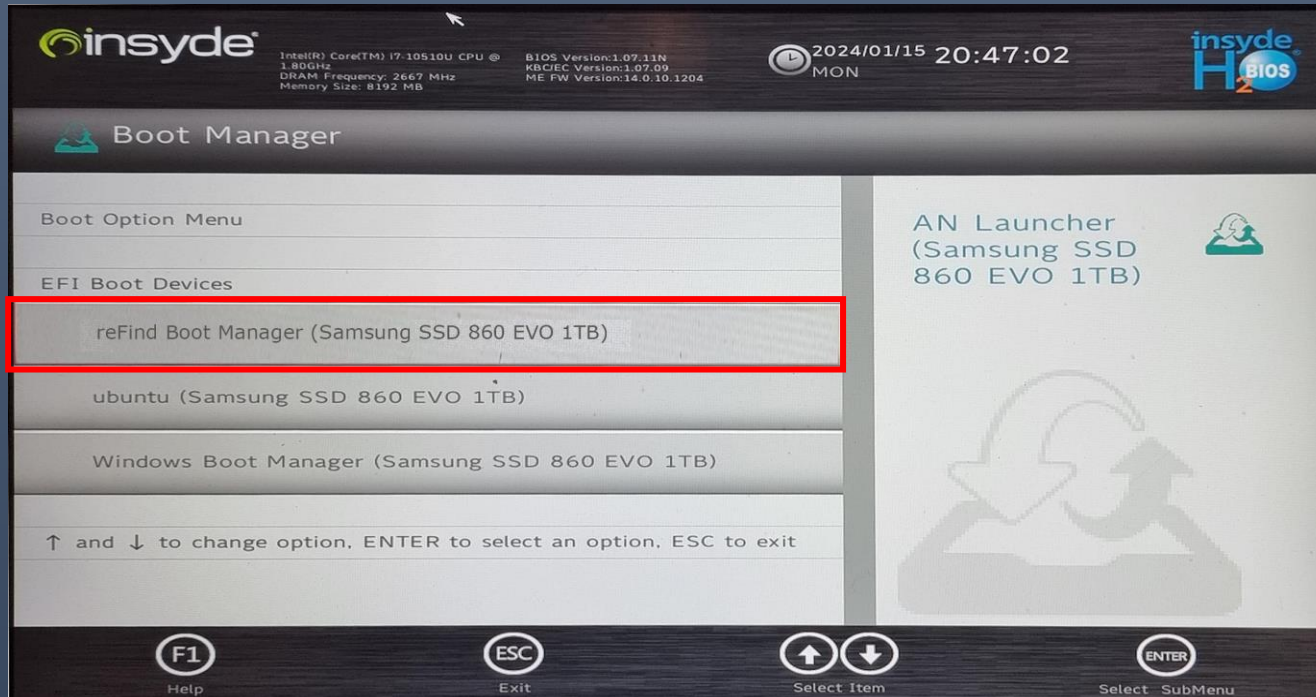 insyde
Intel(R) Core(TM) i7-10510U CPU @
1.80GHz
DRAM Frequency: 2667 MHz
Memory Size: 8192 MB
BIOS Version:1.07.11N
KBC/EC Version:1.07.09
ME FW Version:14.0.10.1204
2024/01/15 20:47:02
MON
insyde
H2BIOS
Boot Manager
Boot Option Menu
EFI Boot Devices
reFind Boot Manager (Samsung SSD 860 EVO 1TB)
ubuntu (Samsung SSD 860 EVO 1TB)
Windows Boot Manager (Samsung SSD 860 EVO 1TB)
↑ and ↓ to change option, ENTER to select an option, ESC to exit
AN Launcher
(Samsung SSD
860 EVO 1TB)
F1
Help
ESC
Exit
Select Item
ENTER
Select SubMenu